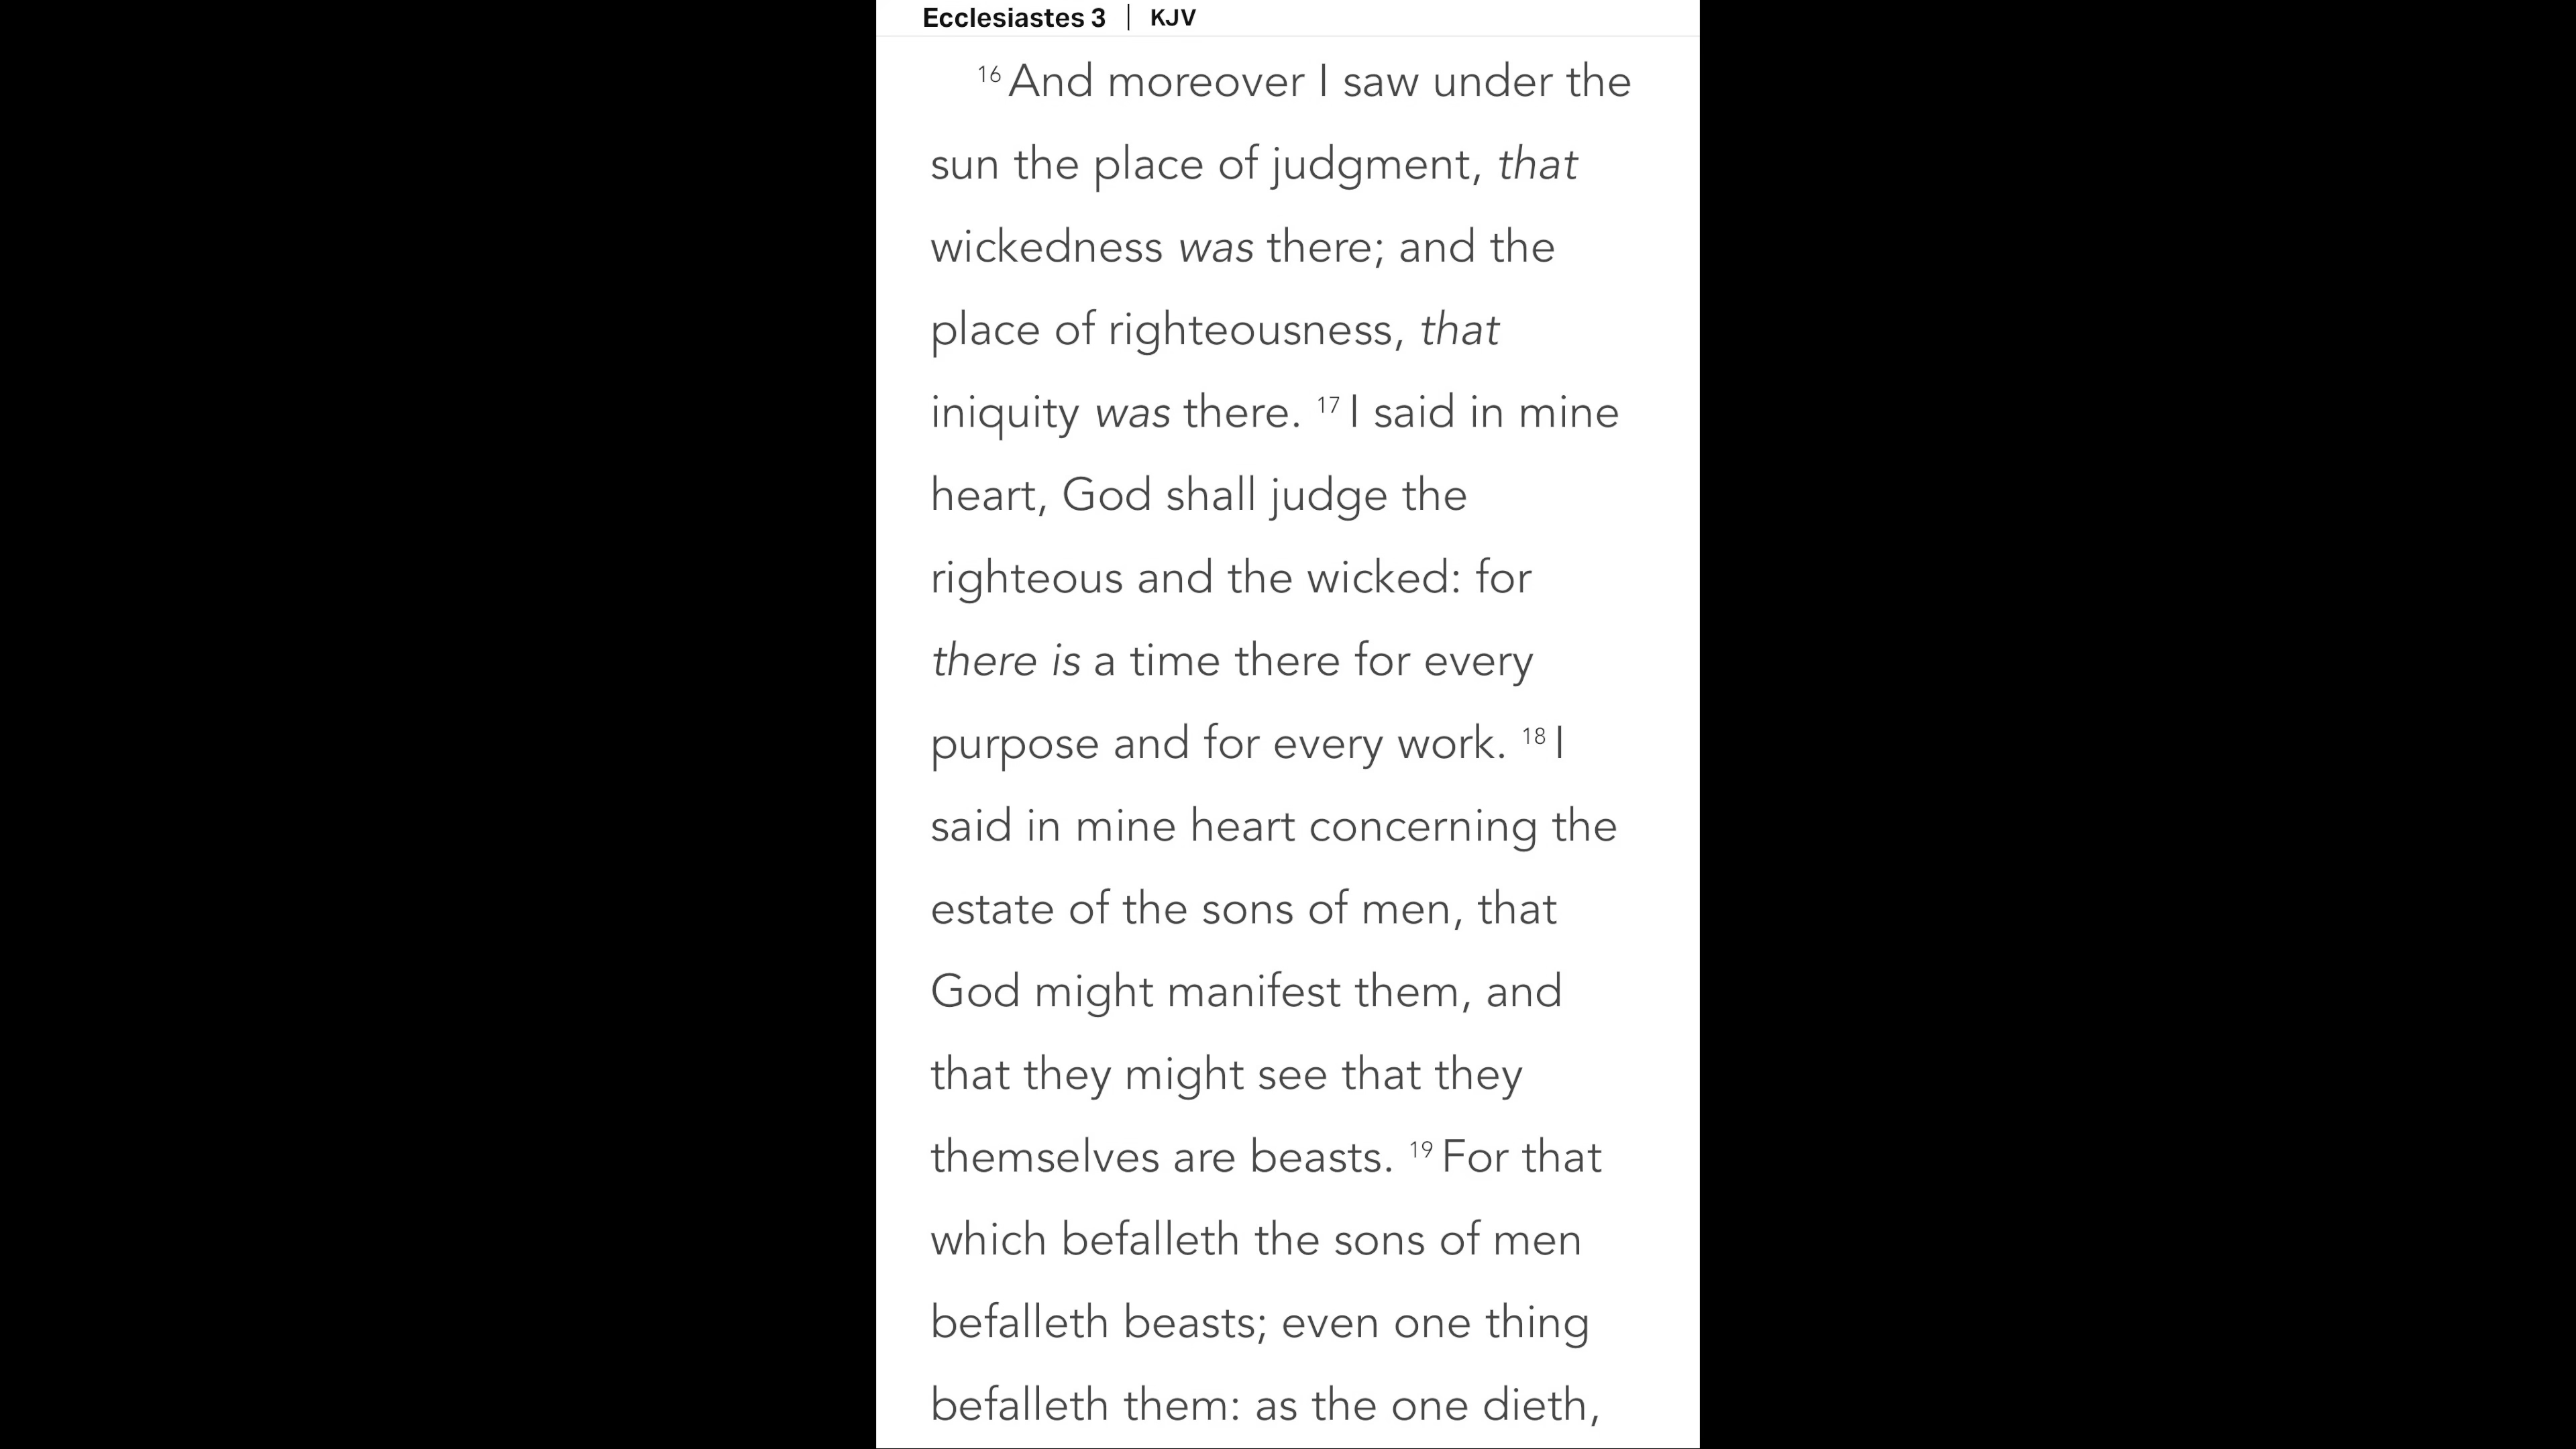 Ecclesiastes 3 | KJV
16 And moreover I saw under the
sun the place of judgment, that
wickedness was there; and the
place of righteousness, that
iniquity was there. 17 I said in mine
heart, God shall judge the
righteous and the wicked: for
there is a time there for every
purpose and for every work. 18 I
said in mine heart concerning the
estate of the sons of men, that
God might manifest them, and
that they might see that they
themselves are beasts. 19 For that
which befalleth the sons of men
befalleth beasts; even one thing
befalleth them: as the one dieth,